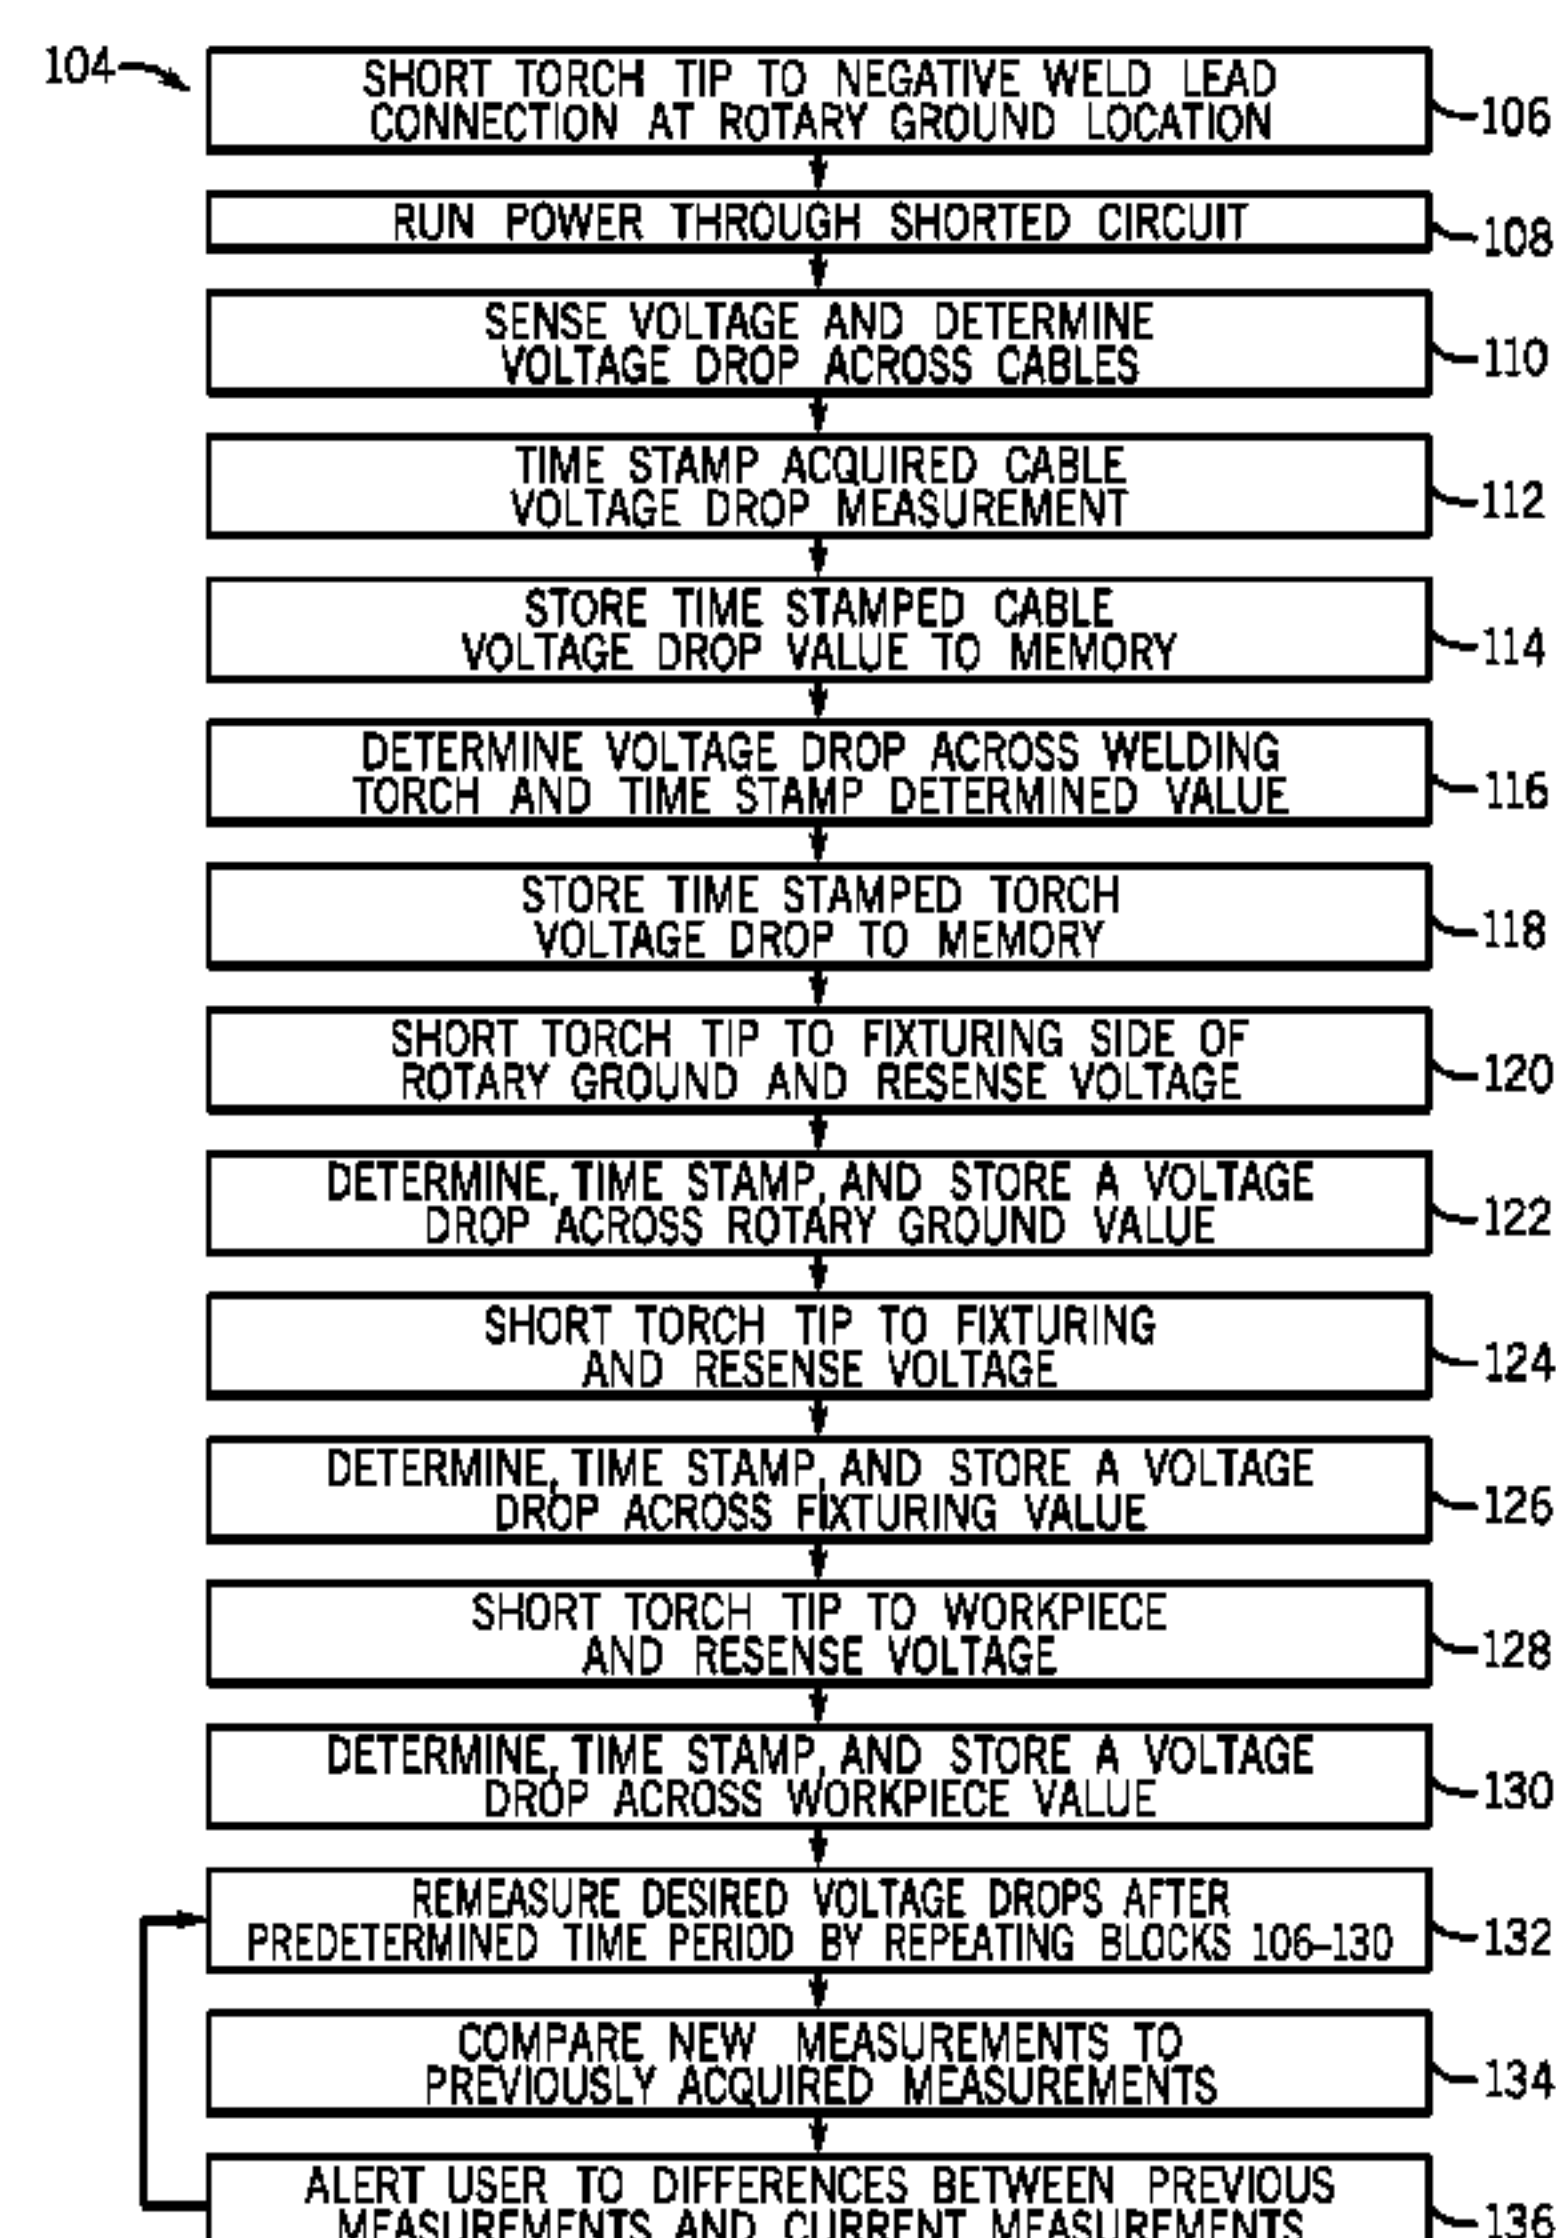 104
SHORT TORCH TIP TO NEGATIVE WELD LEAD
CONNECTION AT ROTARY GROUND LOCATION
106
RUN POWER THROUGH SHORTED CIRCUIT
108
SENSE VOLTAGE AND DETERMINE
VOLTAGE DROP ACROSS CABLES
110
TIME STAMP ACQUIRED CABLE
VOLTAGE DROP MEASUREMENT
112
STORE TIME STAMPED CABLE
VOLTAGE DROP VALUE TO MEMORY
114
DETERMINE VOLTAGE DROP ACROSS WELDING
TORCH AND TIME STAMP DETERMINED VALUE
116
STORE TIME STAMPED TORCH
VOLTAGE DROP TO MEMORY
118
SHORT TORCH TIP TO FIXTURING SIDE OF
ROTARY GROUND AND RESENSE VOLTAGE
120
DETERMINE, TIME STAMP, AND STORE A VOLTAGE
DROP ACROSS ROTARY GROUND VALUE
122
SHORT TORCH TIP TO FIXTURING
AND RESENSE VOLTAGE
124
DETERMINE, TIME STAMP, AND STORE A VOLTAGE
DROP ACROSS FIXTURING VALUE
126
SHORT TORCH TIP TO WORKPIECE
AND RESENSE VOLTAGE
128
DETERMINE, TIME STAMP, AND STORE A VOLTAGE
DROP ACROSS WORKPIECE VALUE
130
REMEASURE DESIRED VOLTAGE DROPS AFTER
PREDETERMINED TIME PERIOD BY REPEATING BLOCKS 106–130
132
COMPARE NEW MEASUREMENTS TO
PREVIOUSLY ACQUIRED MEASUREMENTS
134
ALERT USER TO DIFFERENCES BETWEEN PREVIOUS
MEASUREMENTS AND CURRENT MEASUREMENTS
136